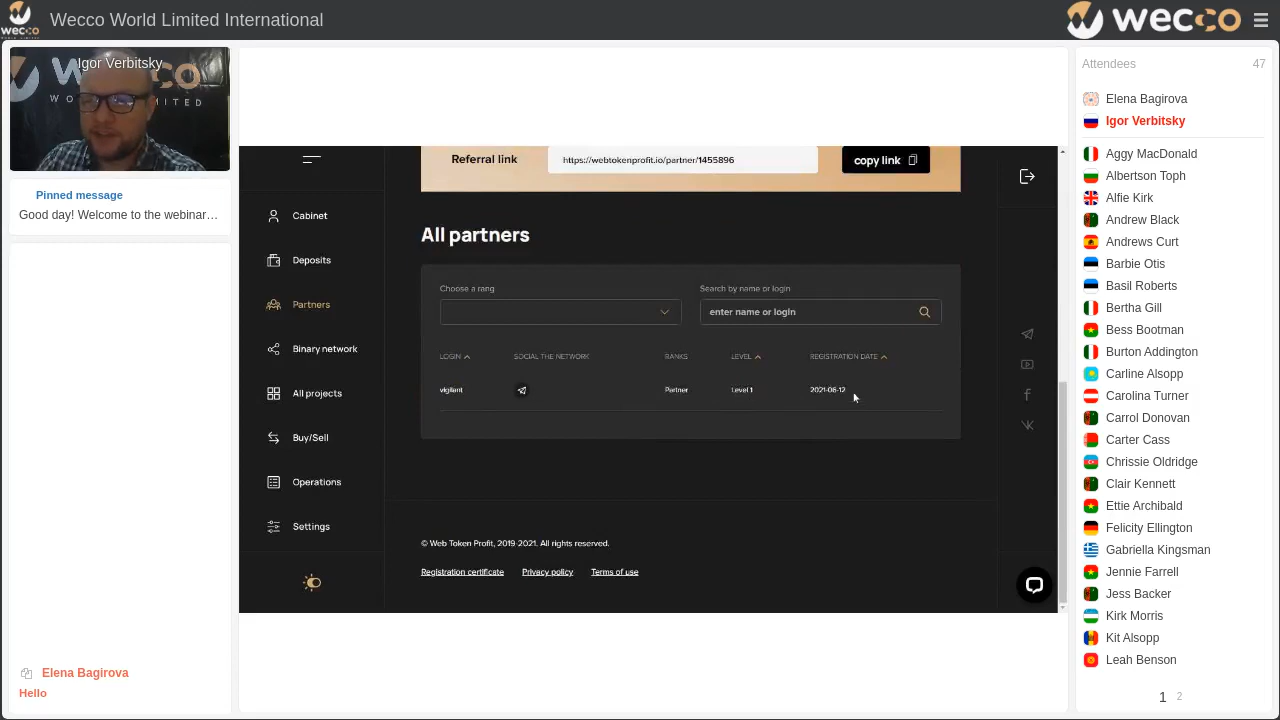 wecco
Wecco World Limited International
wecco
Igor Verbitsky
Pinned message
Good day! Welcome to the webinar…
Elena Bagirova
Hello
Referral link
https://webtokenprofit.io/partner/1455896
copy link
Cabinet
Deposits
Partners
Binary network
All projects
Buy/Sell
Operations
Settings
All partners
Choose a rang
Search by name or login
enter name or login
LOGIN
SOCIAL THE NETWORK
RANKS
LEVEL
REGISTRATION DATE
vigilant
Partner
Level 1
2021-06-12
© Web Token Profit, 2019-2021. All rights reserved.
Registration certificate
Privacy policy
Terms of use
Attendees 47
Elena Bagirova
Igor Verbitsky
Aggy MacDonald
Albertson Toph
Alfie Kirk
Andrew Black
Andrews Curt
Barbie Otis
Basil Roberts
Bertha Gill
Bess Bootman
Burton Addington
Carline Alsopp
Carolina Turner
Carrol Donovan
Carter Cass
Chrissie Oldridge
Clair Kennett
Ettie Archibald
Felicity Ellington
Gabriella Kingsman
Jennie Farrell
Jess Backer
Kirk Morris
Kit Alsopp
Leah Benson
1 2